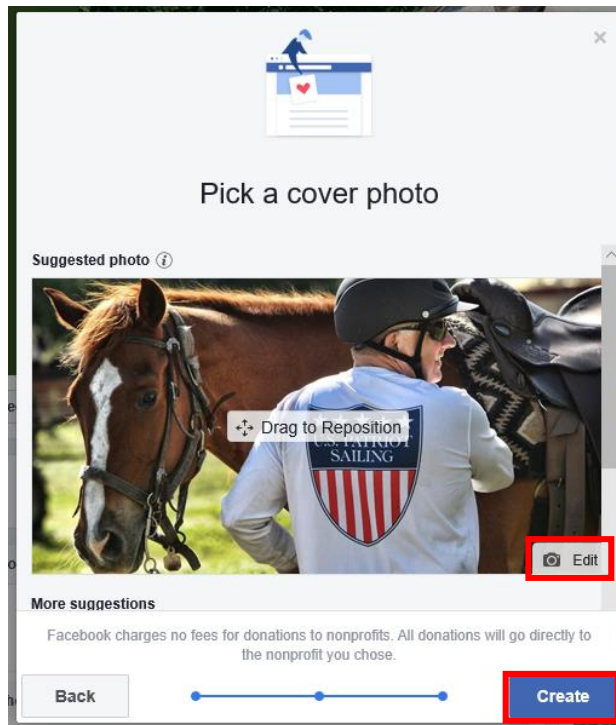 Pick a cover photo
Suggested photo
Drag to Reposition
U.S. PATRIOT
SAILING
Edit
More suggestions
Facebook charges no fees for donations to nonprofits. All donations will go directly to
the nonprofit you chose.
Back
Create